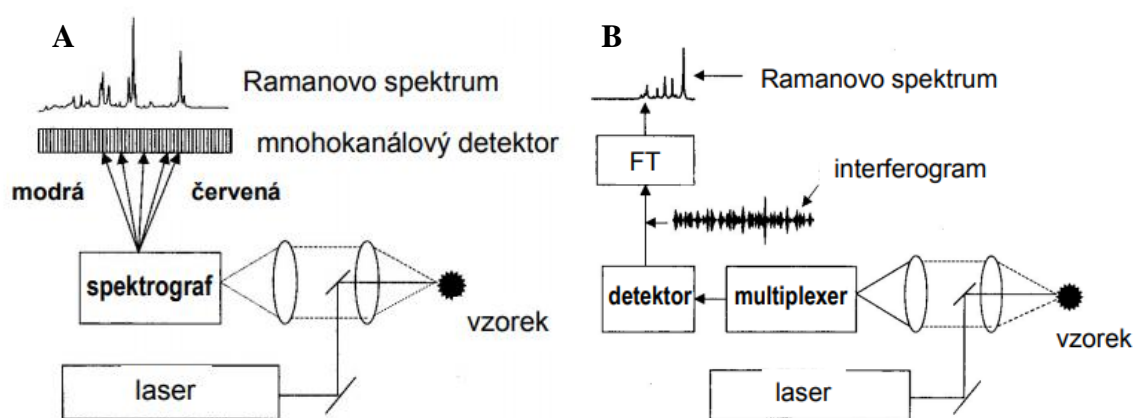 A
Ramanovo spektrum
mnohokanálový detektor
modrá
červená
spektrograf
vzorek
laser
B
Ramanovo spektrum
FT
interferogram
detektor
multiplexer
vzorek
laser